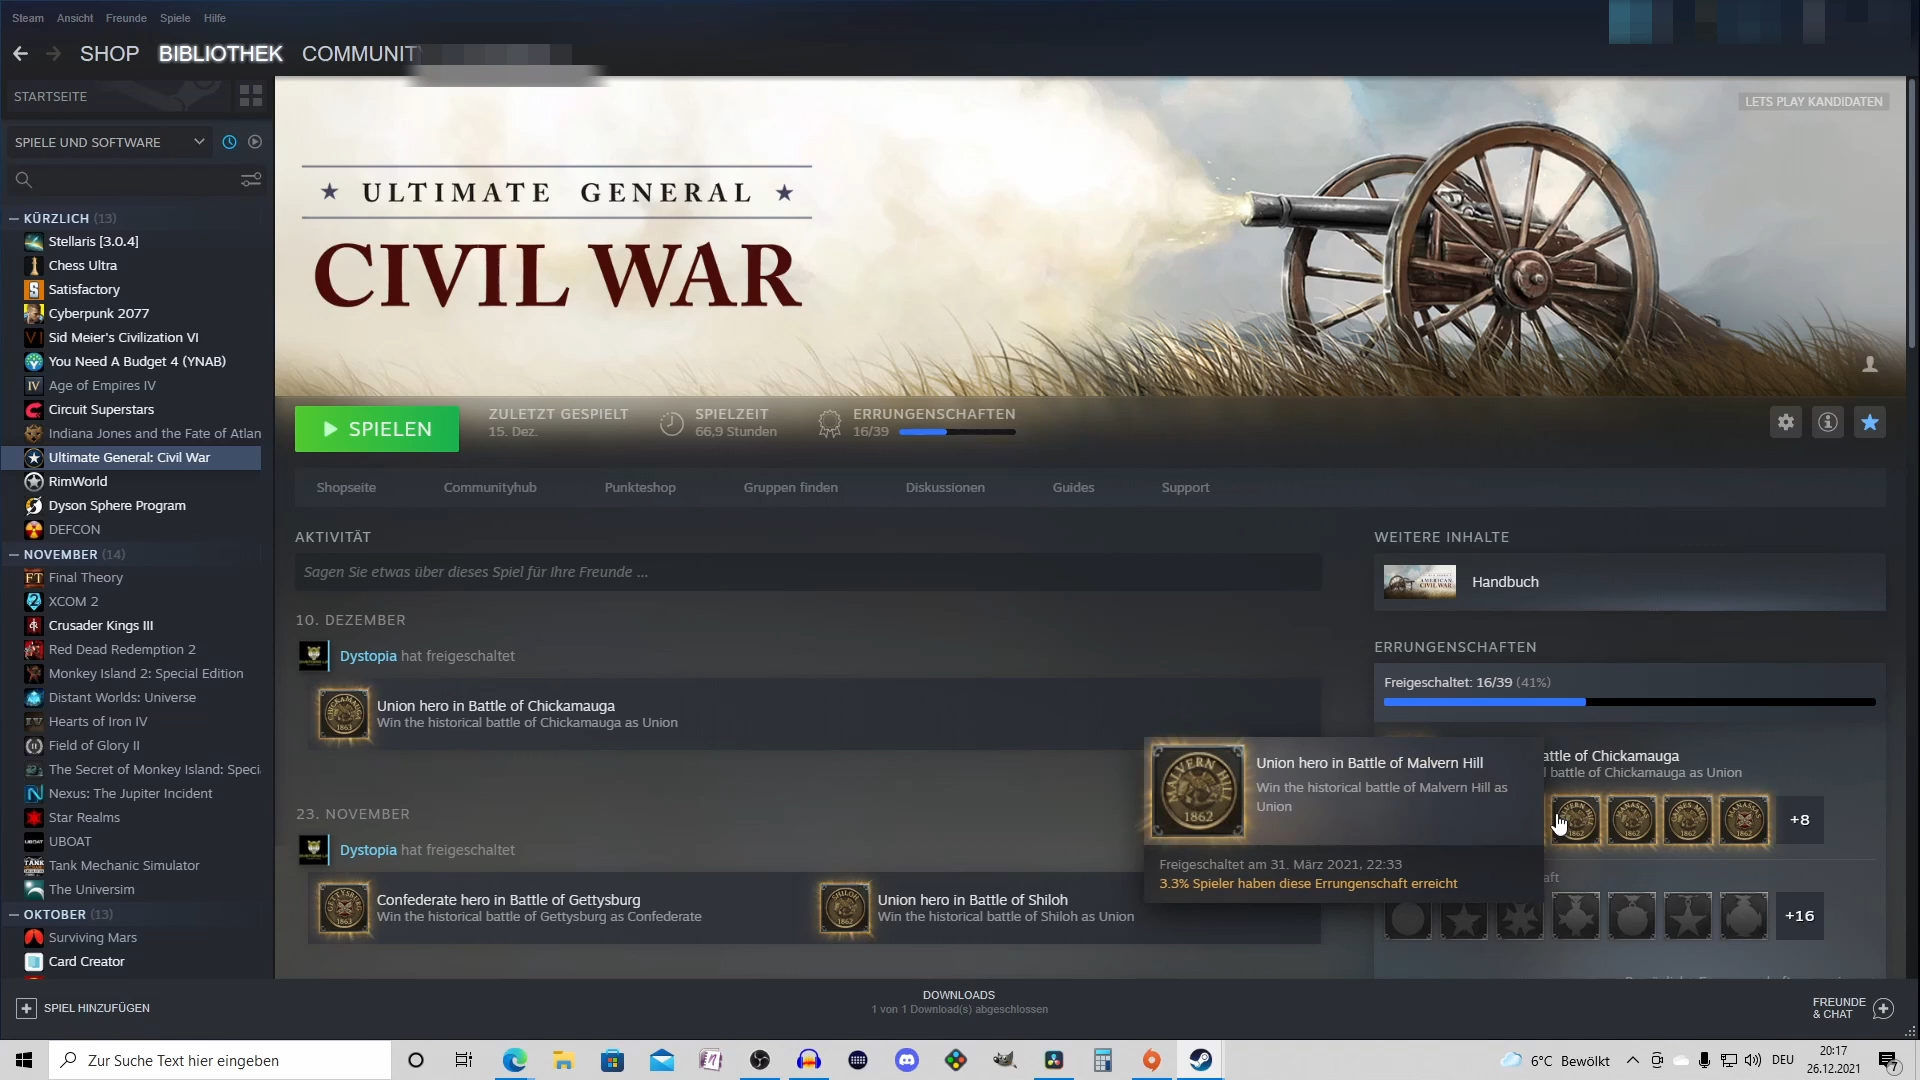 Steam Ansicht Freunde Spiele Hilfe
SHOP BIBLIOTHEK COMMUNIT
STARTSEITE
SPIELE UND SOFTWARE
KÜRZLICH (13)
Stellaris [3.0.4]
Chess Ultra
Satisfactory
Cyberpunk 2077
Sid Meier's Civilization VI
You Need A Budget 4 (YNAB)
Age of Empires IV
Circuit Superstars
Indiana Jones and the Fate of Atlan
Ultimate General: Civil War
RimWorld
Dyson Sphere Program
DEFCON
NOVEMBER (14)
Final Theory
XCOM 2
Crusader Kings III
Red Dead Redemption 2
Monkey Island 2: Special Edition
Distant Worlds: Universe
Hearts of Iron IV
Field of Glory II
The Secret of Monkey Island: Speci
Nexus: The Jupiter Incident
Star Realms
UBOAT
Tank Mechanic Simulator
The Universim
OKTOBER (13)
Surviving Mars
Card Creator
SPIEL HINZUFÜGEN
LETS PLAY KANDIDATEN
ULTIMATE GENERAL
CIVIL WAR
SPIELEN
ZULETZT GESPIELT
15. Dez.
SPIELZEIT
66,9 Stunden
ERRUNGENSCHAFTEN
16/39
Shopseite Communityhub Punkteshop Gruppen finden Diskussionen Guides Support
AKTIVITÄT
Sagen Sie etwas über dieses Spiel für Ihre Freunde ...
10. DEZEMBER
Dystopia hat freigeschaltet
CHICKAMAUGA
1863
Union hero in Battle of Chickamauga
Win the historical battle of Chickamauga as Union
23. NOVEMBER
Dystopia hat freigeschaltet
GETTYSBURG
1863
Confederate hero in Battle of Gettysburg
Win the historical battle of Gettysburg as Confederate
SHILOH
1862
Union hero in Battle of Shiloh
Win the historical battle of Shiloh as Union
WEITERE INHALTE
Handbuch
ERRUNGENSCHAFTEN
Freigeschaltet: 16/39 (41%)
attle of Chickamauga
l battle of Chickamauga as Union
+8
aft
+16
MALVERN HILL
1862
Union hero in Battle of Malvern Hill
Win the historical battle of Malvern Hill as
Union
Freigeschaltet am 31. März 2021, 22:33
3.3% Spieler haben diese Errungenschaft erreicht
DOWNLOADS
1 von 1 Download(s) abgeschlossen
FREUNDE
& CHAT
Zur Suche Text hier eingeben
6°C Bewölkt
DEU
20:17
26.12.2021
7